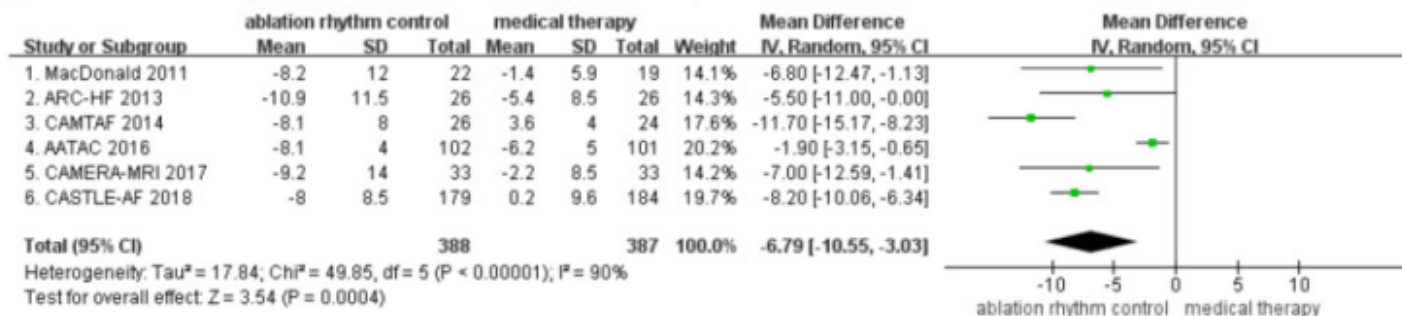 ablation rhythm control medical therapy Mean Difference Mean Difference
Study or Subgroup Mean SD Total Mean SD Total Weight IV, Random, 95% CI IV, Random, 95% CI
1. MacDonald 2011 -8.2 12 22 -1.4 5.9 19 14.1% -6.80 [-12.47, -1.13]
2. ARC-HF 2013 -10.9 11.5 26 -5.4 8.5 26 14.3% -5.50 [-11.00, -0.00]
3. CAMTAF 2014 -8.1 8 26 3.6 4 24 17.6% -11.70 [-15.17, -8.23]
4. AATAC 2016 -8.1 4 102 -6.2 5 101 20.2% -1.90 [-3.15, -0.65]
5. CAMERA-MRI 2017 -9.2 14 33 -2.2 8.5 33 14.2% -7.00 [-12.59, -1.41]
6. CASTLE-AF 2018 -8 8.5 179 0.2 9.6 184 19.7% -8.20 [-10.06, -6.34]
Total (95% CI) 388 387 100.0% -6.79 [-10.55, -3.03]
Heterogeneity: Tau² = 17.84; Chi² = 49.85, df = 5 (P < 0.00001); I² = 90%
Test for overall effect: Z = 3.54 (P = 0.0004)
-10 -5 0 5 10
ablation rhythm control medical therapy